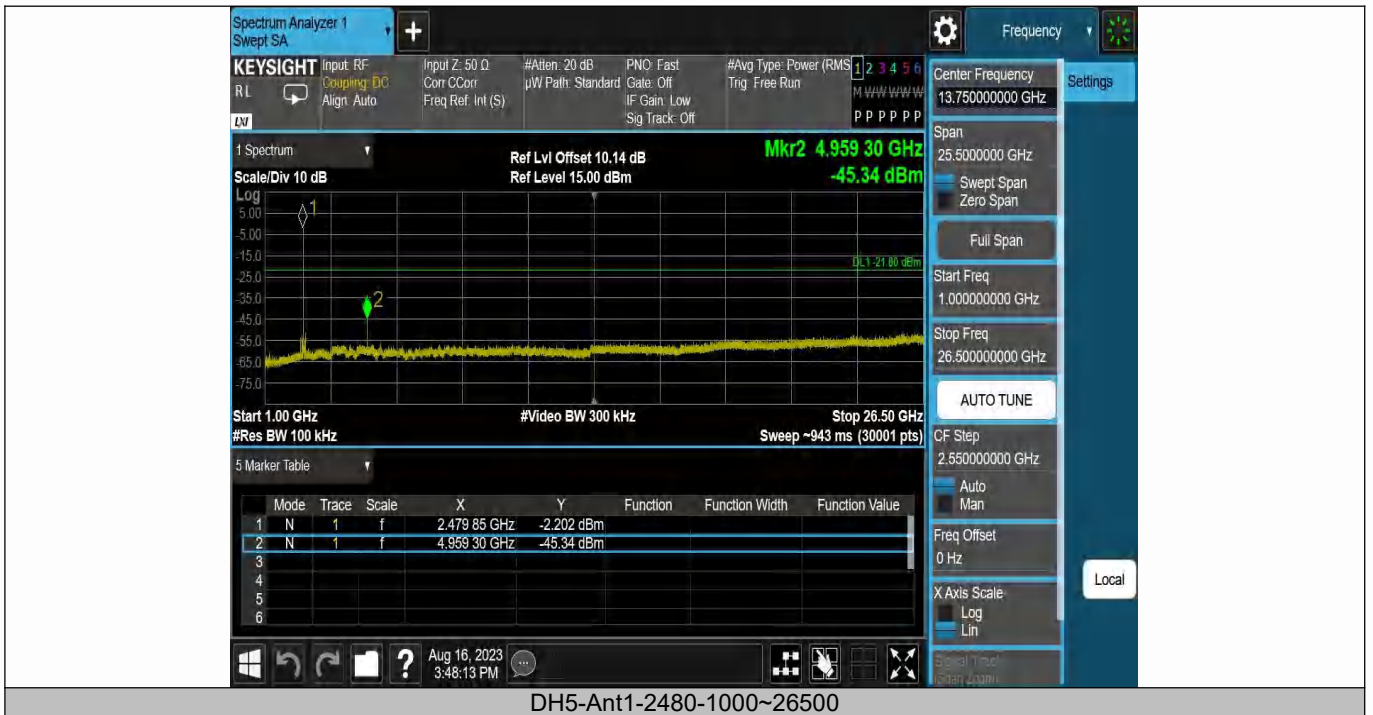 Spectrum Analyzer 1
Swept SA
+
Frequency
KEYSIGHT
RL
LXI
Input: RF
Coupling: DC
Align: Auto
Input Z: 50 Ω
Corr CCorr
Freq Ref: Int (S)
#Atten: 20 dB
µW Path: Standard
PNO: Fast
Gate: Off
IF Gain: Low
Sig Track: Off
#Avg Type: Power (RMS
Trig: Free Run
1 2 3 4 5 6
M W W W W W
P P P P P P
1 Spectrum
Scale/Div 10 dB
Ref Lvl Offset 10.14 dB
Ref Level 15.00 dBm
Mkr2 4.959 30 GHz
-45.34 dBm
Log
5.00
-5.00
-15.0
-25.0
-35.0
-45.0
-55.0
-65.0
-75.0
1
2
DL1 -21.80 dBm
Start 1.00 GHz
#Video BW 300 kHz
Stop 26.50 GHz
#Res BW 100 kHz
Sweep ~943 ms (30001 pts)
5 Marker Table
Mode Trace Scale X Y Function Function Width Function Value
1 N 1 f 2.479 85 GHz -2.202 dBm
2 N 1 f 4.959 30 GHz -45.34 dBm
3
4
5
6
?
Aug 16, 2023
3:48:13 PM
Center Frequency
13.750000000 GHz
Settings
Span
25.5000000 GHz
Swept Span
Zero Span
Full Span
Start Freq
1.000000000 GHz
Stop Freq
26.500000000 GHz
AUTO TUNE
CF Step
2.550000000 GHz
Auto
Man
Freq Offset
0 Hz
Local
X Axis Scale
Log
Lin
Signal Track
(Span Zoom)
DH5-Ant1-2480-1000~26500